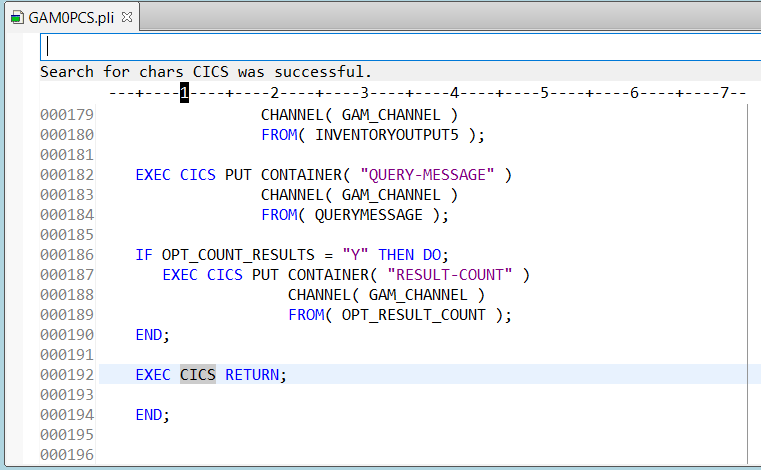 GAM0PCS.pli
Search for chars CICS was successful.
---+----1----+----2----+----3----+----4----+----5----+----6----+----7--
000179 CHANNEL( GAM_CHANNEL )
000180 FROM( INVENTORYOUTPUT5 );
000181
000182 EXEC CICS PUT CONTAINER( "QUERY-MESSAGE" )
000183 CHANNEL( GAM_CHANNEL )
000184 FROM( QUERYMESSAGE );
000185
000186 IF OPT_COUNT_RESULTS = "Y" THEN DO;
000187 EXEC CICS PUT CONTAINER( "RESULT-COUNT" )
000188 CHANNEL( GAM_CHANNEL )
000189 FROM( OPT_RESULT_COUNT );
000190 END;
000191
000192 EXEC CICS RETURN;
000193
000194 END;
000195
000196